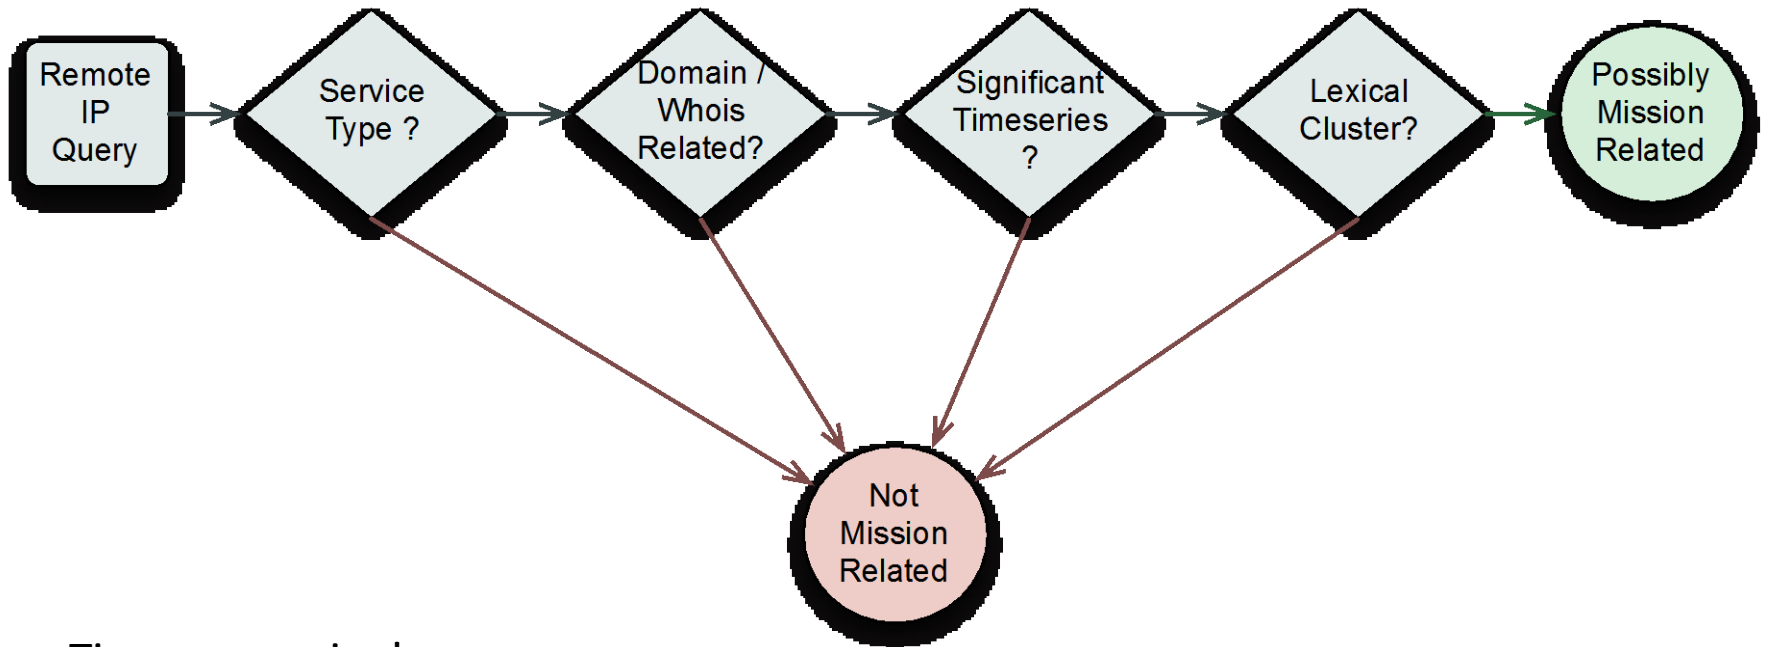 Remote
IP
Query
Service
Type ?
Domain /
Whois
Related?
Significant
Timeseries
?
Lexical
Cluster?
Possibly
Mission
Related
Not
Mission
Related